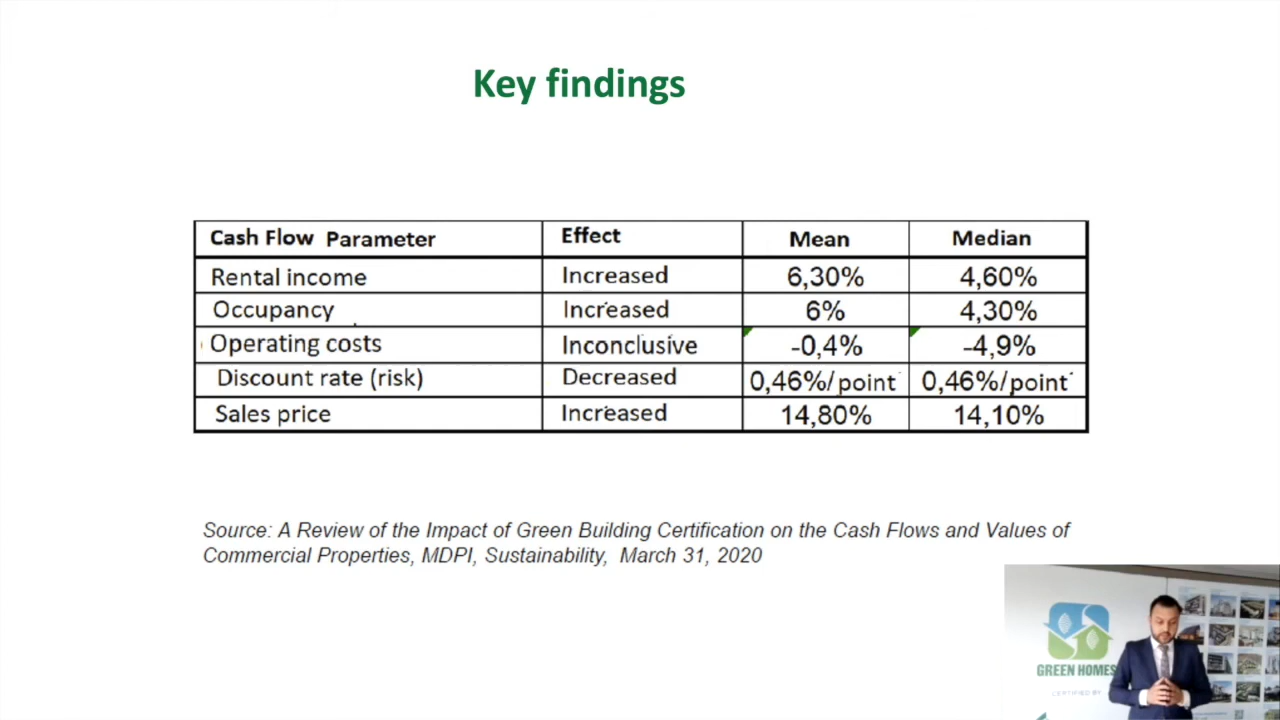 Key findings
Cash Flow Parameter Effect Mean Median
Rental income Increased 6,30% 4,60%
Occupancy Increased 6% 4,30%
Operating costs Inconclusive -0,4% -4,9%
Discount rate (risk) Decreased 0,46%/point 0,46%/point
Sales price Increased 14,80% 14,10%
Source: A Review of the Impact of Green Building Certification on the Cash Flows and Values of
Commercial Properties, MDPI, Sustainability, March 31, 2020
GREEN HOMES
CERTIFIED BY